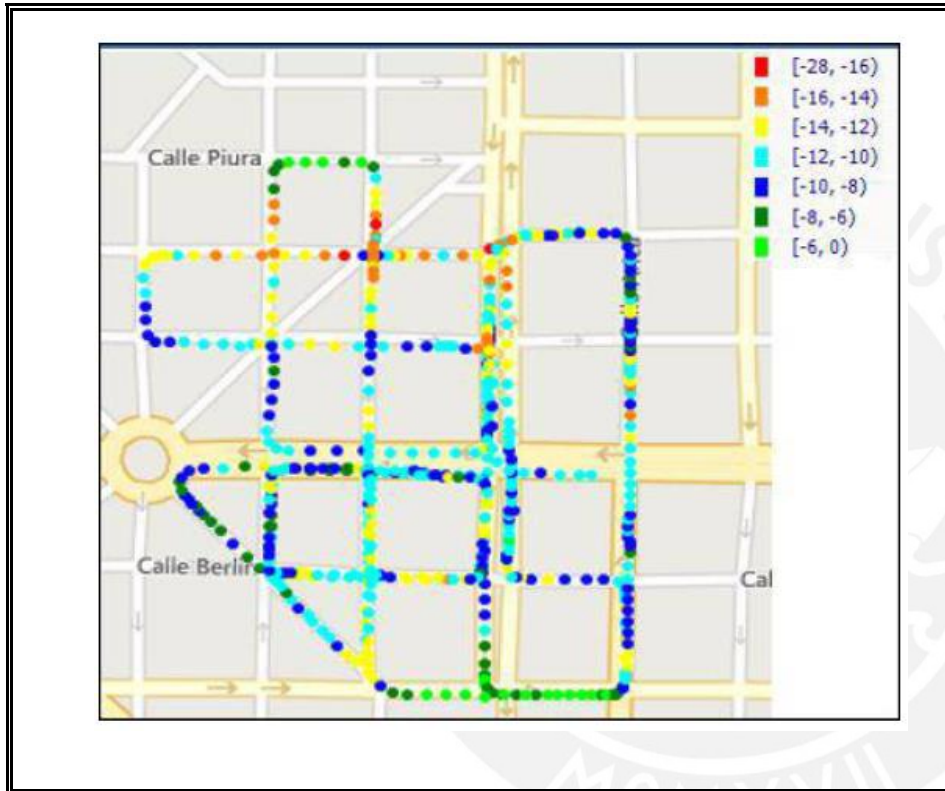 [-28, -16)
[-16, -14)
[-14, -12)
[-12, -10)
[-10, -8)
[-8, -6)
[-6, 0)
Calle Piura
Calle Berlin
Cal